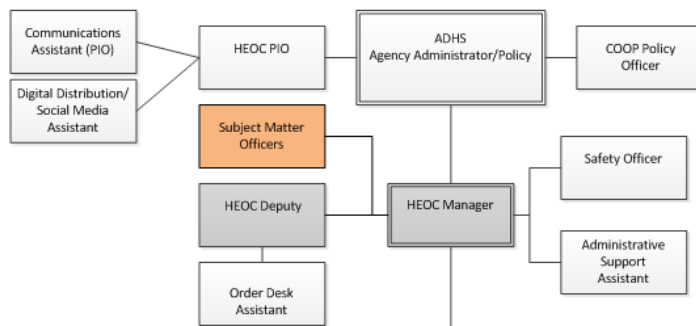 Communications
Assistant (PIO)
HEOC PIO
ADHS
Agency Administrator/Policy
COOP Policy
Officer
Digital Distribution/
Social Media
Assistant
Subject Matter
Officers
Safety Officer
HEOC Deputy
HEOC Manager
Administrative
Support
Assistant
Order Desk
Assistant